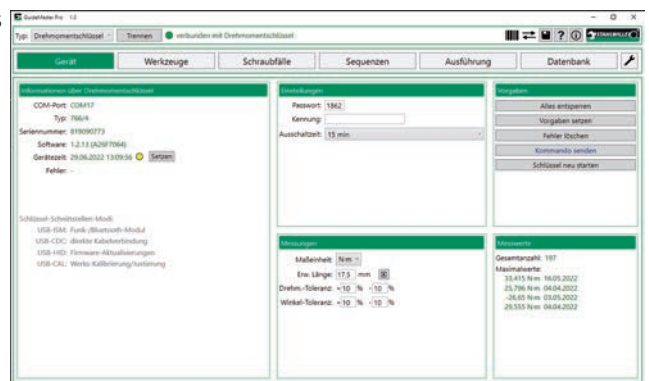 GuideMaster Pro 1.0
Typ: Drehmomentschlüssel Trennen verbunden mit Drehmomentschlüssel ? STAHLWILLE
Gerät Werkzeuge Schraubfälle Sequenzen Ausführung Datenbank
Informationen über Drehmomentschlüssel
COM-Port: COM17
Typ: 766/4
Seriennummer: 819090773
Software: 1.2.13 (A26F7064)
Gerätezeit: 29.06.2022 13:09:56 Setzen
Fehler: -
Schlüssel-Schnittstellen-Modi:
USB-ISM: Funk-/Bluetooth-Modul
USB-CDC: direkte Kabelverbindung
USB-HID: Firmware-Aktualisierungen
USB-CAL: Werks-Kalibrierung/Justierung
Einstellungen
Passwort: 1862
Kennung:
Ausschaltzeit: 15 min
Vorgaben
Alles entsperren
Vorgaben setzen
Fehler löschen
Kommando senden
Schlüssel neu starten
Messungen
Maßeinheit: N·m
Erw. Länge: 17,5 mm
Drehm.-Toleranz: +10 % -10 %
Winkel-Toleranz: +10 % -10 %
Messwerte
Gesamtanzahl: 197
Maximalwerte:
33,415 N·m 16.05.2022
25,796 N·m 04.04.2022
-26,65 N·m 03.05.2022
29,555 N·m 04.04.2022